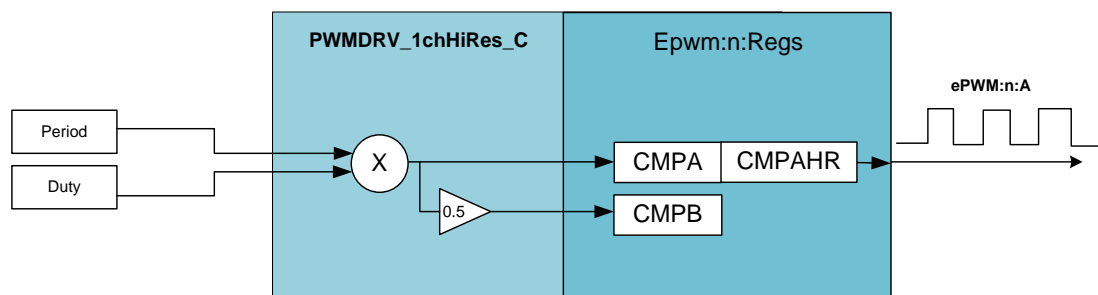 PWMDRV_1chHiRes_C
Epwm:n:Regs
ePWM:n:A
Period
Duty
X
CMPA
CMPAHR
0.5
CMPB